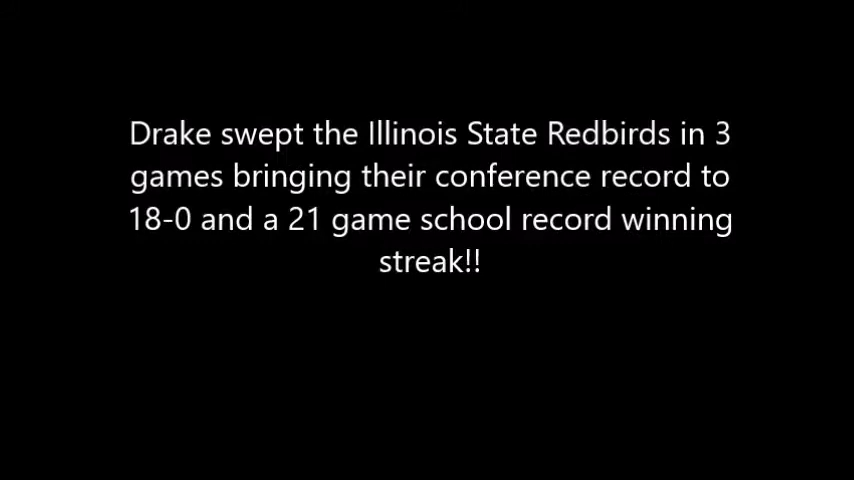 Drake swept the Illinois State Redbirds in 3
games bringing their conference record to
18-0 and a 21 game school record winning
streak!!